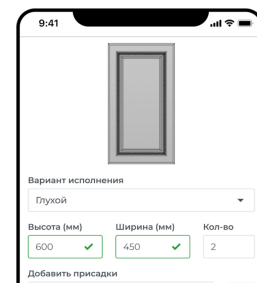 9:41
Вариант исполнения
Глухой
Высота (мм) Ширина (мм) Кол-во
600 450 2
Добавить присадки